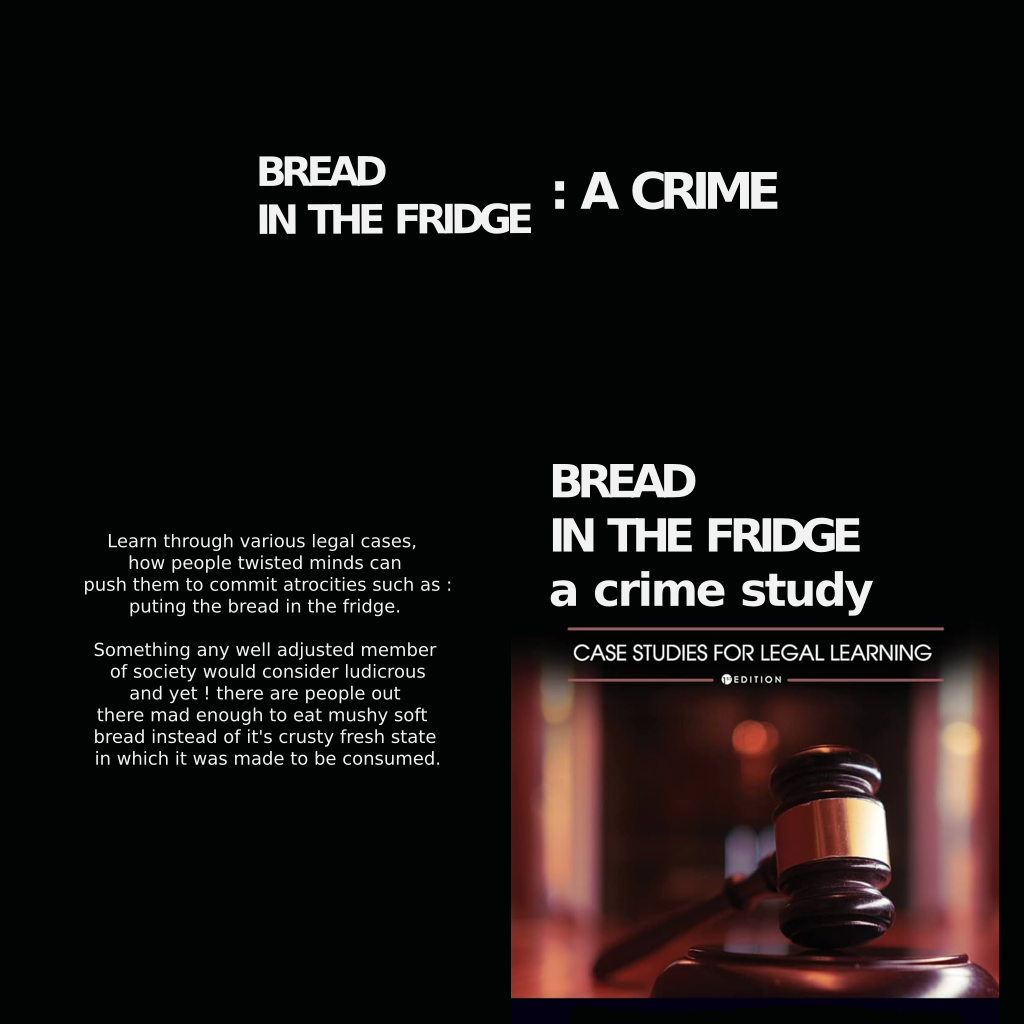 BREAD
IN THE FRIDGE
: A CRIME
Learn through various legal cases,
how people twisted minds can
push them to commit atrocities such as :
puting the bread in the fridge.
Something any well adjusted member
of society would consider ludicrous
and yet ! there are people out
there mad enough to eat mushy soft
bread instead of it's crusty fresh state
in which it was made to be consumed.
BREAD
IN THE FRIDGE
a crime study
CASE STUDIES FOR LEGAL LEARNING
1st EDITION